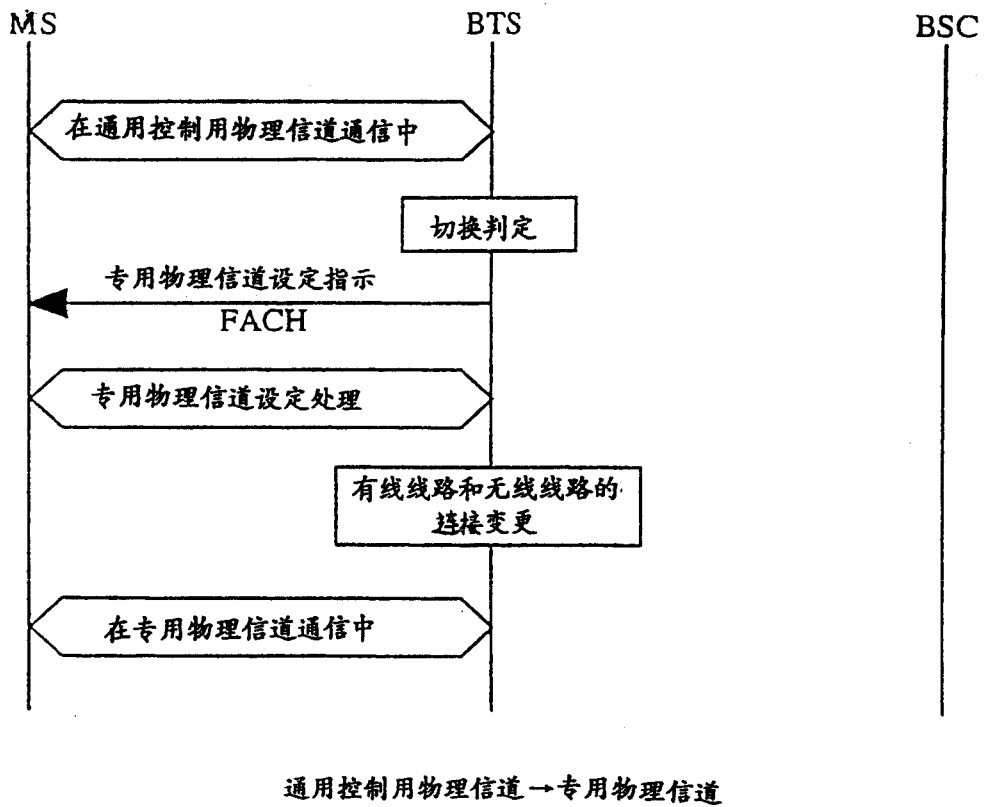 MS
BTS
BSC
在通用控制用物理信道通信中
切换判定
专用物理信道设定指示
FACH
专用物理信道设定处理
有线线路和无线线路的
连接变更
在专用物理信道通信中
通用控制用物理信道→专用物理信道